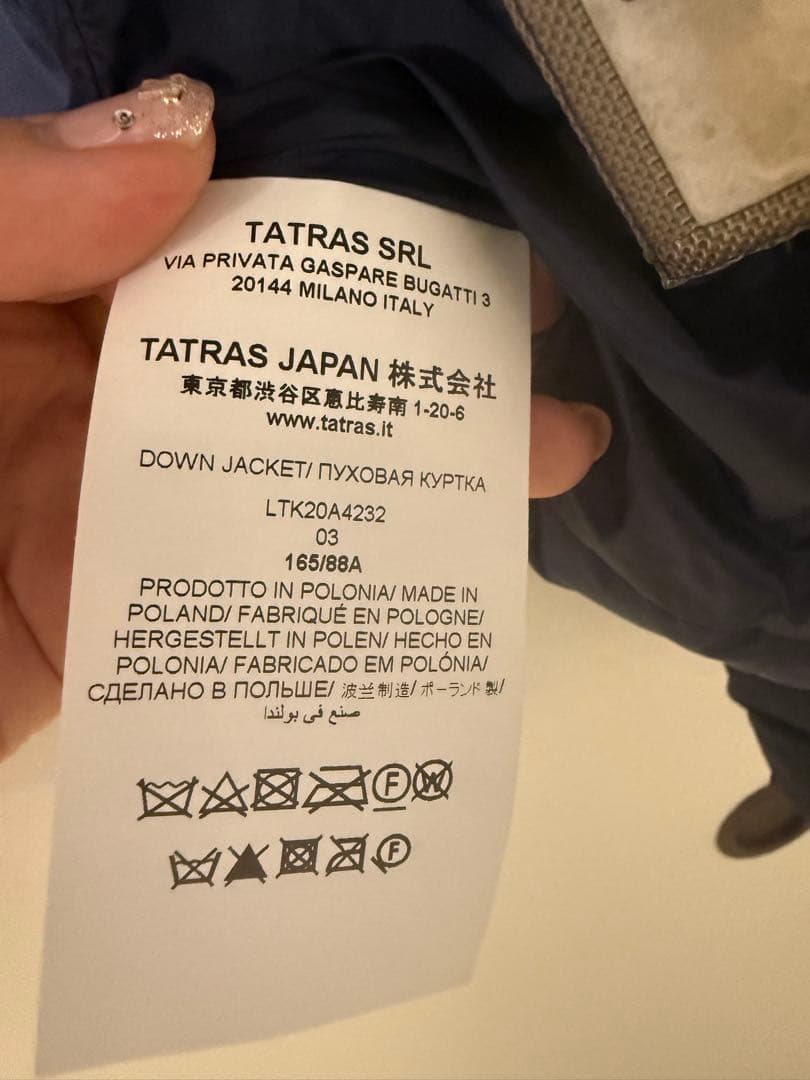 TATRAS SRL
VIA PRIVATA GASPARE BUGATTI 3
20144 MILANO ITALY
TATRAS JAPAN 株式会社
東京都渋谷区恵比寿南 1-20-6
www.tatras.it
DOWN JACKET/ ПУХОВАЯ КУРТКА
LTK20A4232
03
165/88A
PRODOTTO IN POLONIA/ MADE IN
POLAND/ FABRIQUÉ EN POLOGNE/
HERGESTELLT IN POLEN/ HECHO EN
POLONIA/ FABRICADO EM POLÓNIA/
СДЕЛАНО В ПОЛЬШЕ/ 波兰制造/ ポーランド製/
صنع في بولندا
F W
F